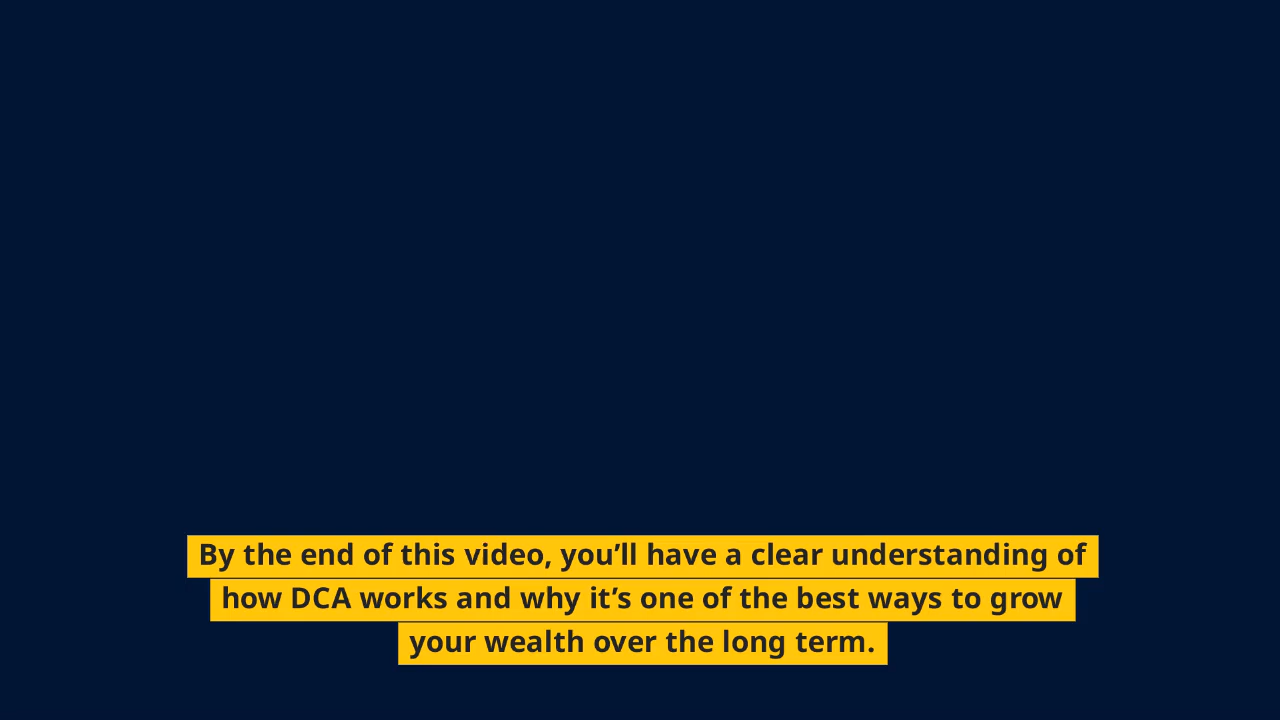 By the end of this video, you’ll have a clear understanding of
how DCA works and why it’s one of the best ways to grow
your wealth over the long term.